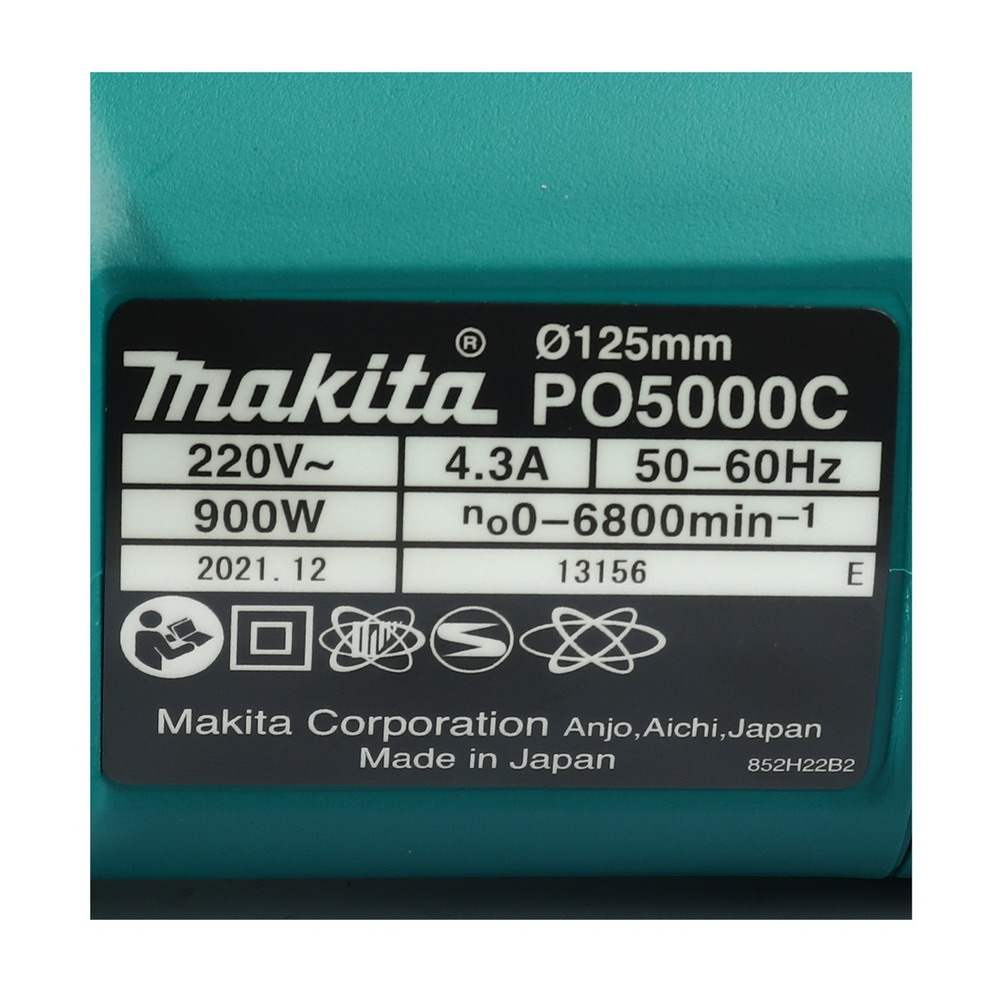 Makita® Ø125mm
PO5000C
220V~ 4.3A 50–60Hz
900W no0–6800min–1
2021.12 13156 E
Makita Corporation Anjo,Aichi,Japan
Made in Japan 852H22B2